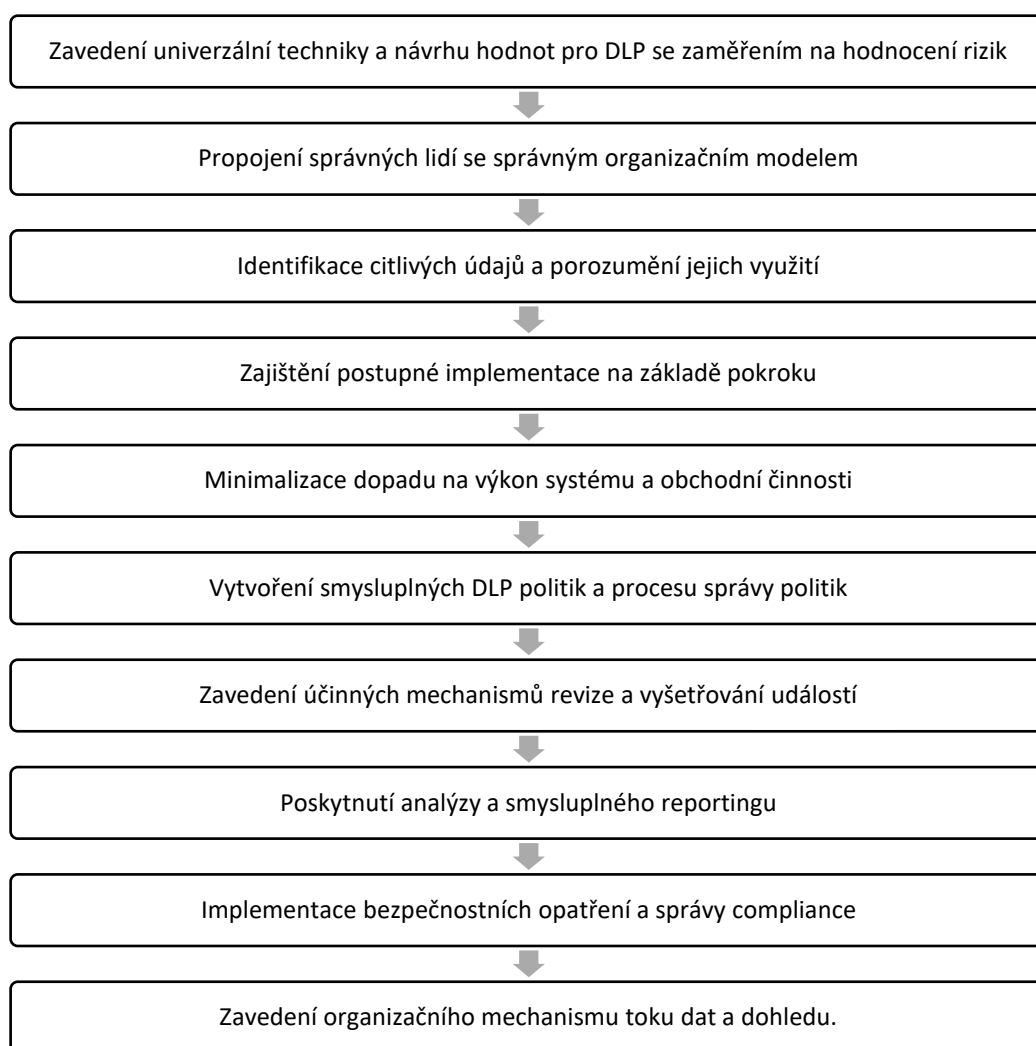 Zavedení univerzální techniky a návrhu hodnot pro DLP se zaměřením na hodnocení rizik
Propojení správných lidí se správným organizačním modelem
Identifikace citlivých údajů a porozumění jejich využití
Zajištění postupné implementace na základě pokroku
Minimalizace dopadu na výkon systému a obchodní činnosti
Vytvoření smysluplných DLP politik a procesu správy politik
Zavedení účinných mechanismů revize a vyšetřování událostí
Poskytnutí analýzy a smysluplného reportingu
Implementace bezpečnostních opatření a správy compliance
Zavedení organizačního mechanismu toku dat a dohledu.